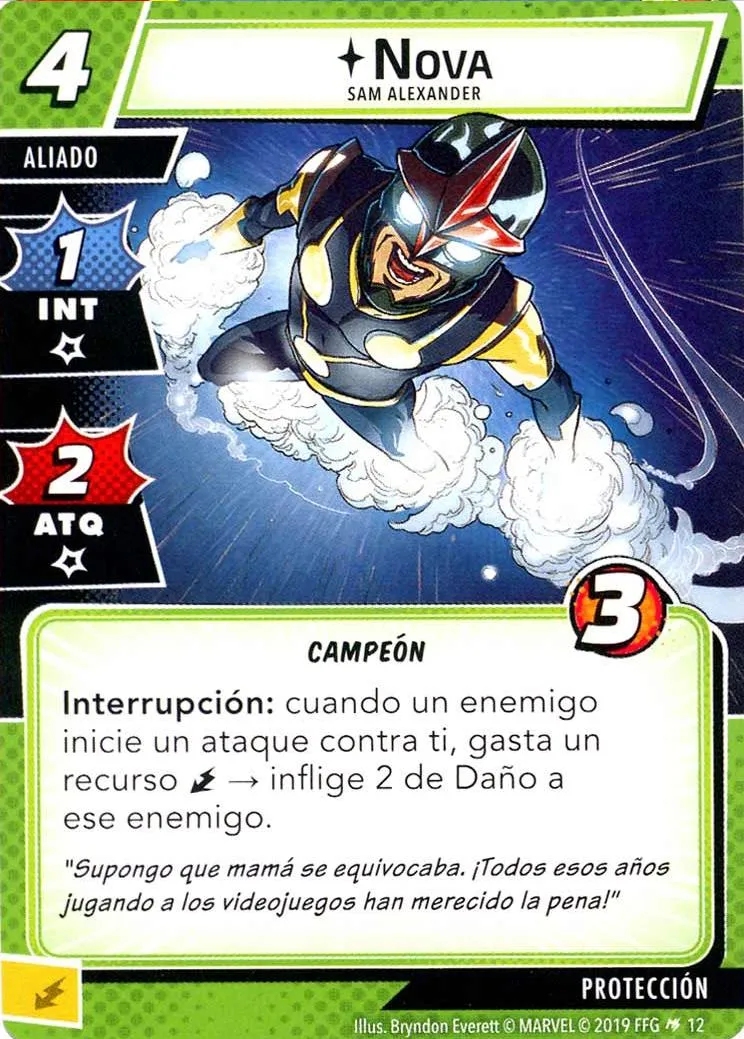 4
Nova
SAM ALEXANDER
ALIADO
1
INT
2
ATQ
3
CAMPEÓN
Interrupción: cuando un enemigo
inicie un ataque contra ti, gasta un
recurso → inflige 2 de Daño a
ese enemigo.
"Supongo que mamá se equivocaba. ¡Todos esos años
jugando a los videojuegos han merecido la pena!"
PROTECCIÓN
Illus. Bryndon Everett © MARVEL © 2019 FFG 12